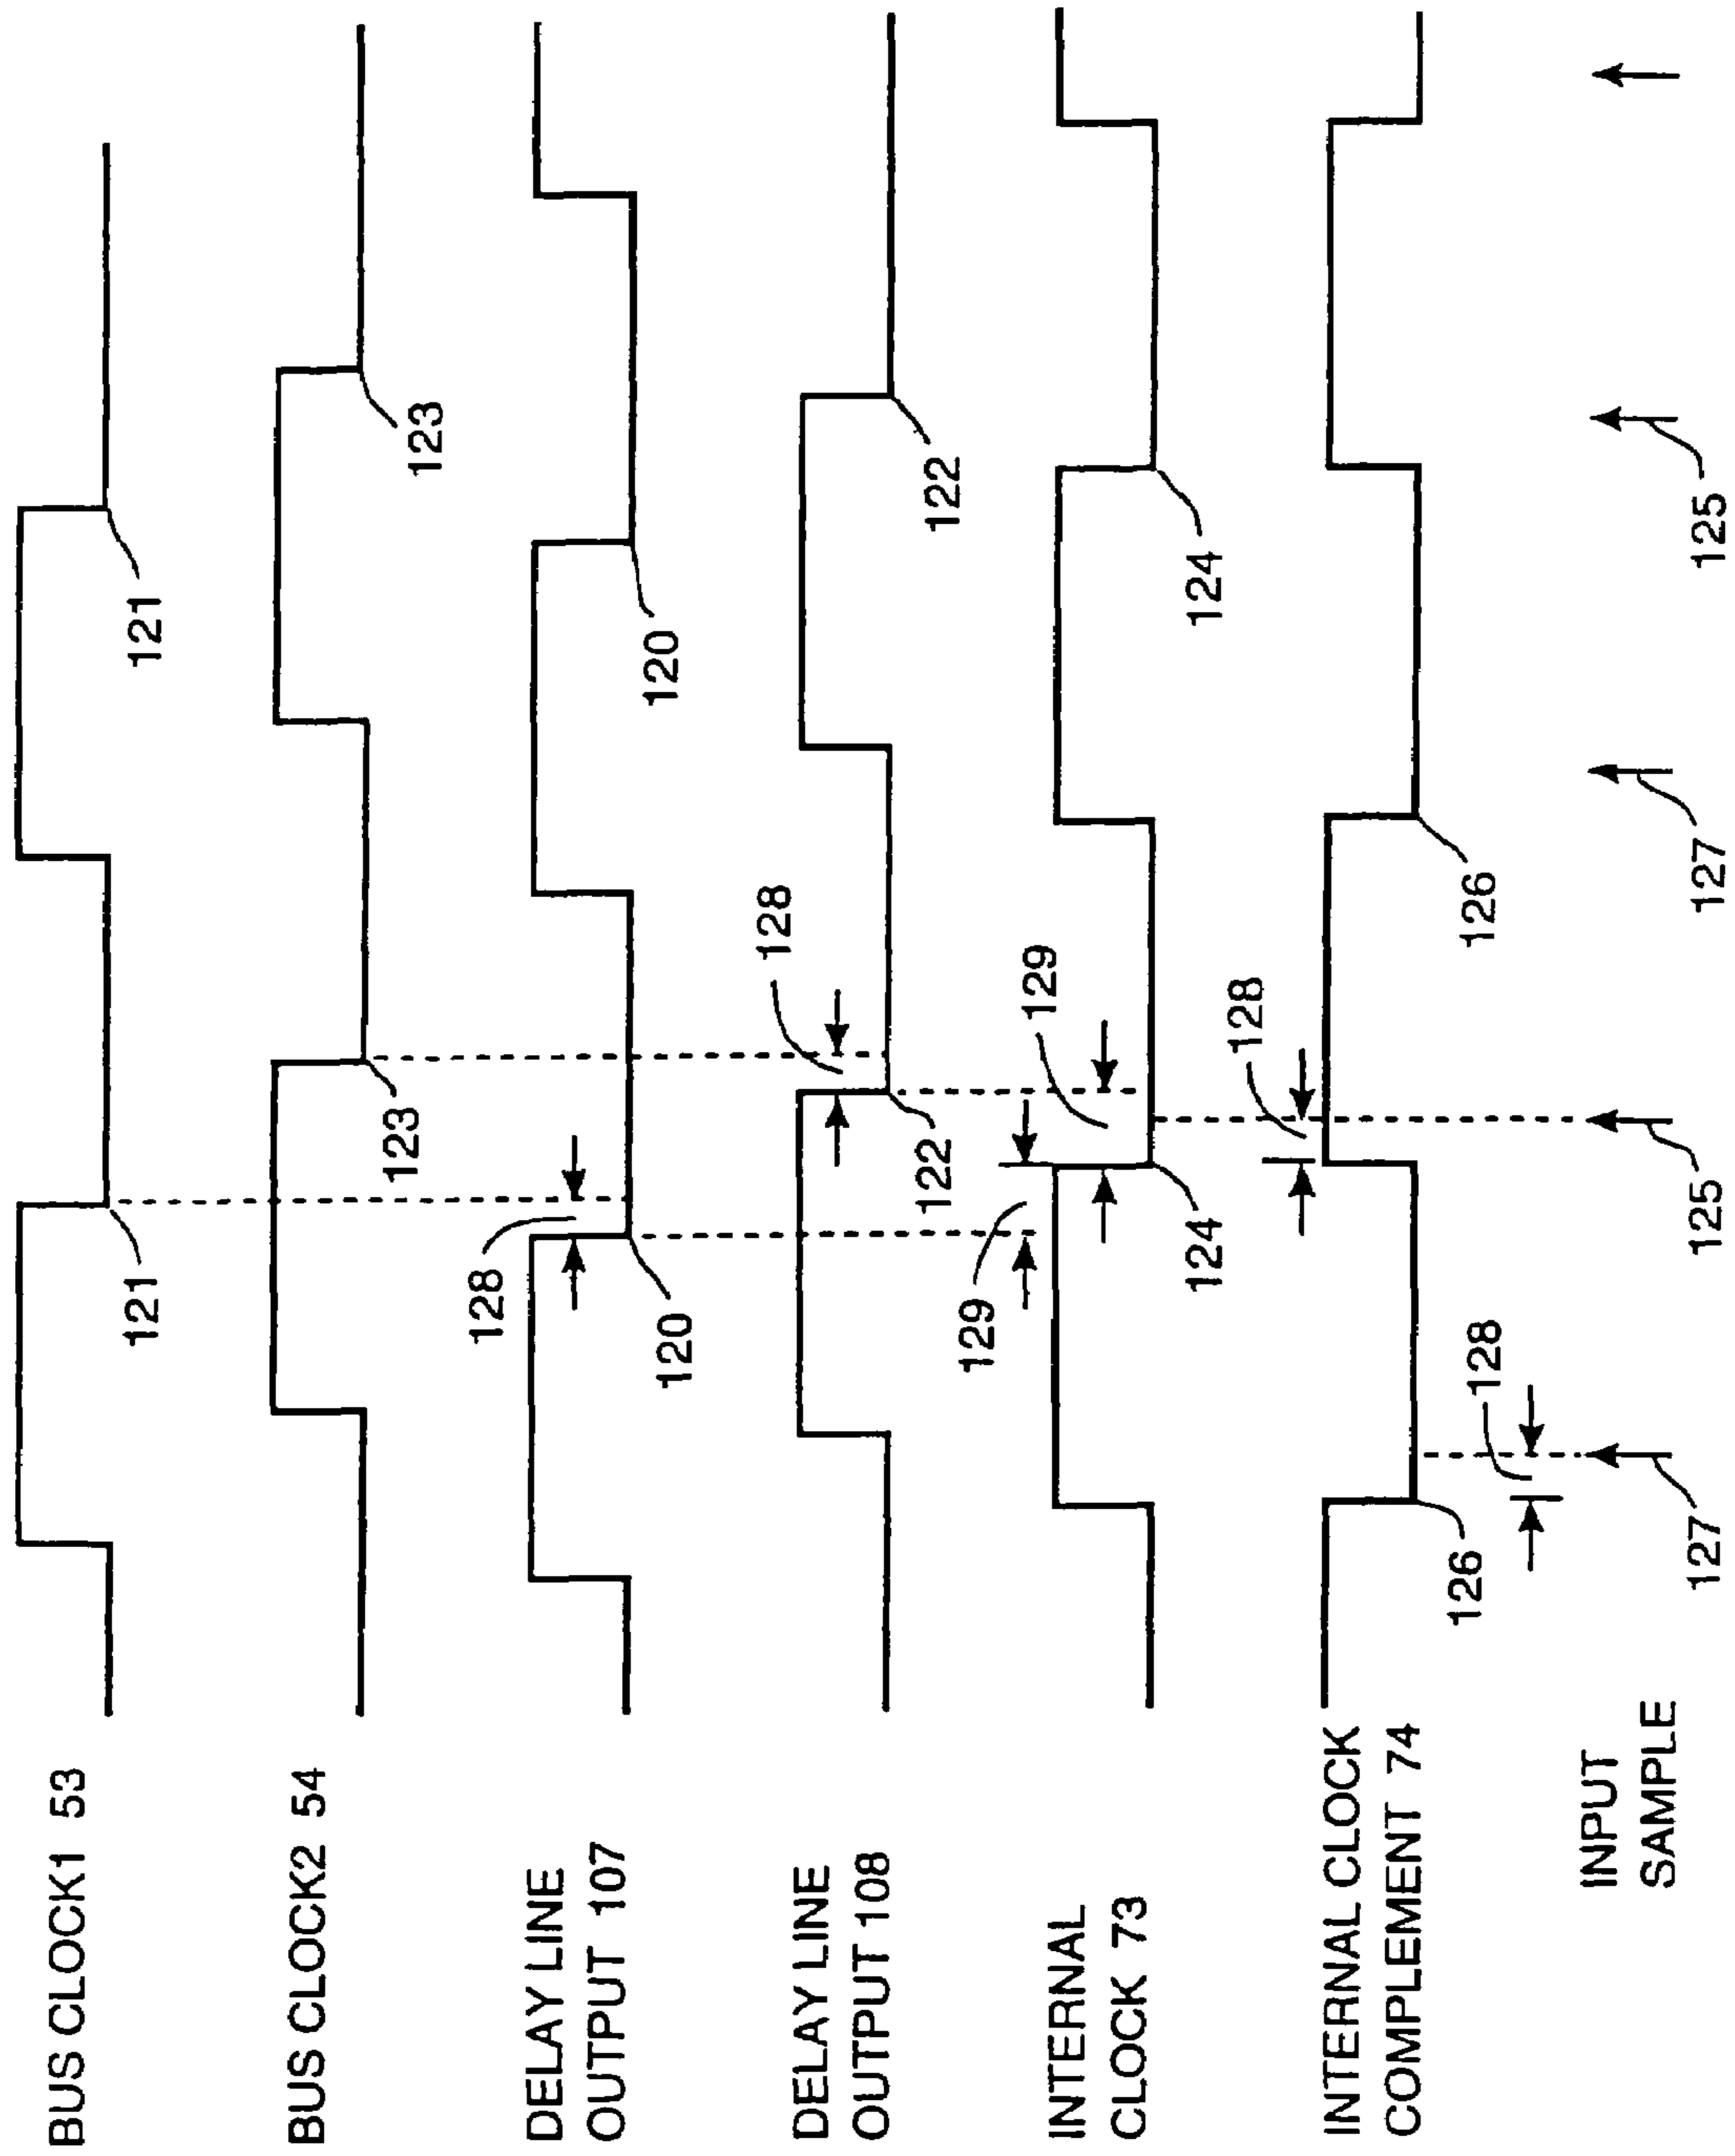 BUS CLOCK1 53
121
121
BUS CLOCK2 54
123
123
DELAY LINE
OUTPUT 107
128
120
120
DELAY LINE
OUTPUT 108
128
122
122
INTERNAL
CLOCK 73
129
129
124
124
INTERNAL CLOCK
COMPLEMENT 74
128
126
128
126
INPUT
SAMPLE
127
125
127
125